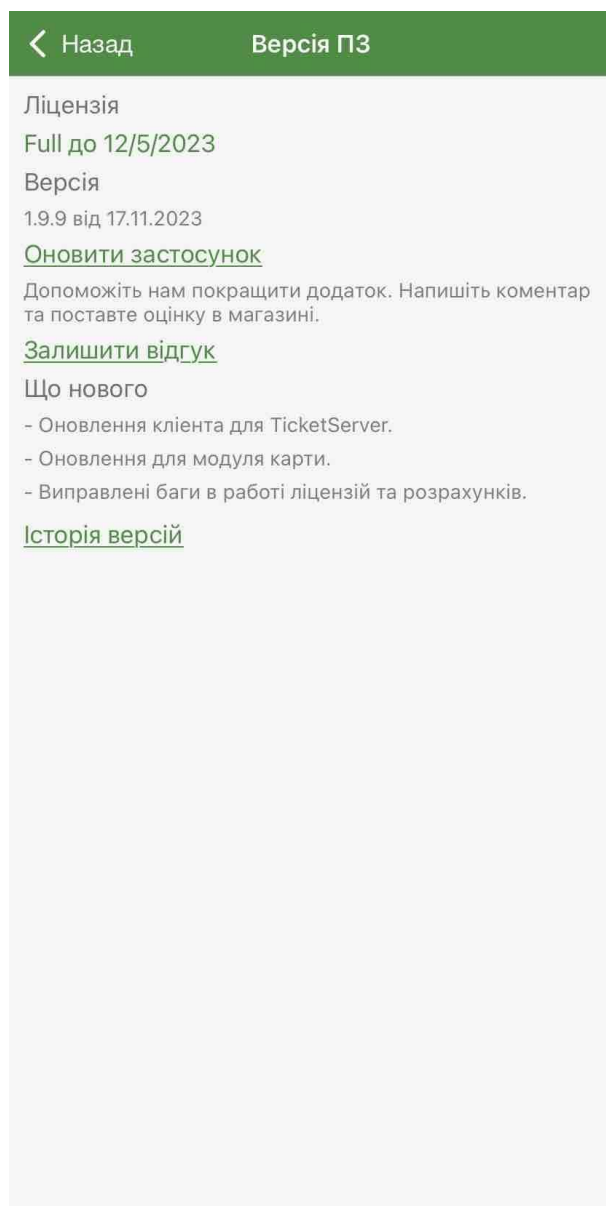 Назад
Версія ПЗ
Ліцензія
Full до 12/5/2023
Версія
1.9.9 від 17.11.2023
Оновити застосунок
Допоможіть нам покращити додаток. Напишіть коментар
та поставте оцінку в магазині.
Залишити відгук
Що нового
- Оновлення кліента для TicketServer.
- Оновлення для модуля карти.
- Виправлені баги в роботі ліцензій та розрахунків.
Історія версій